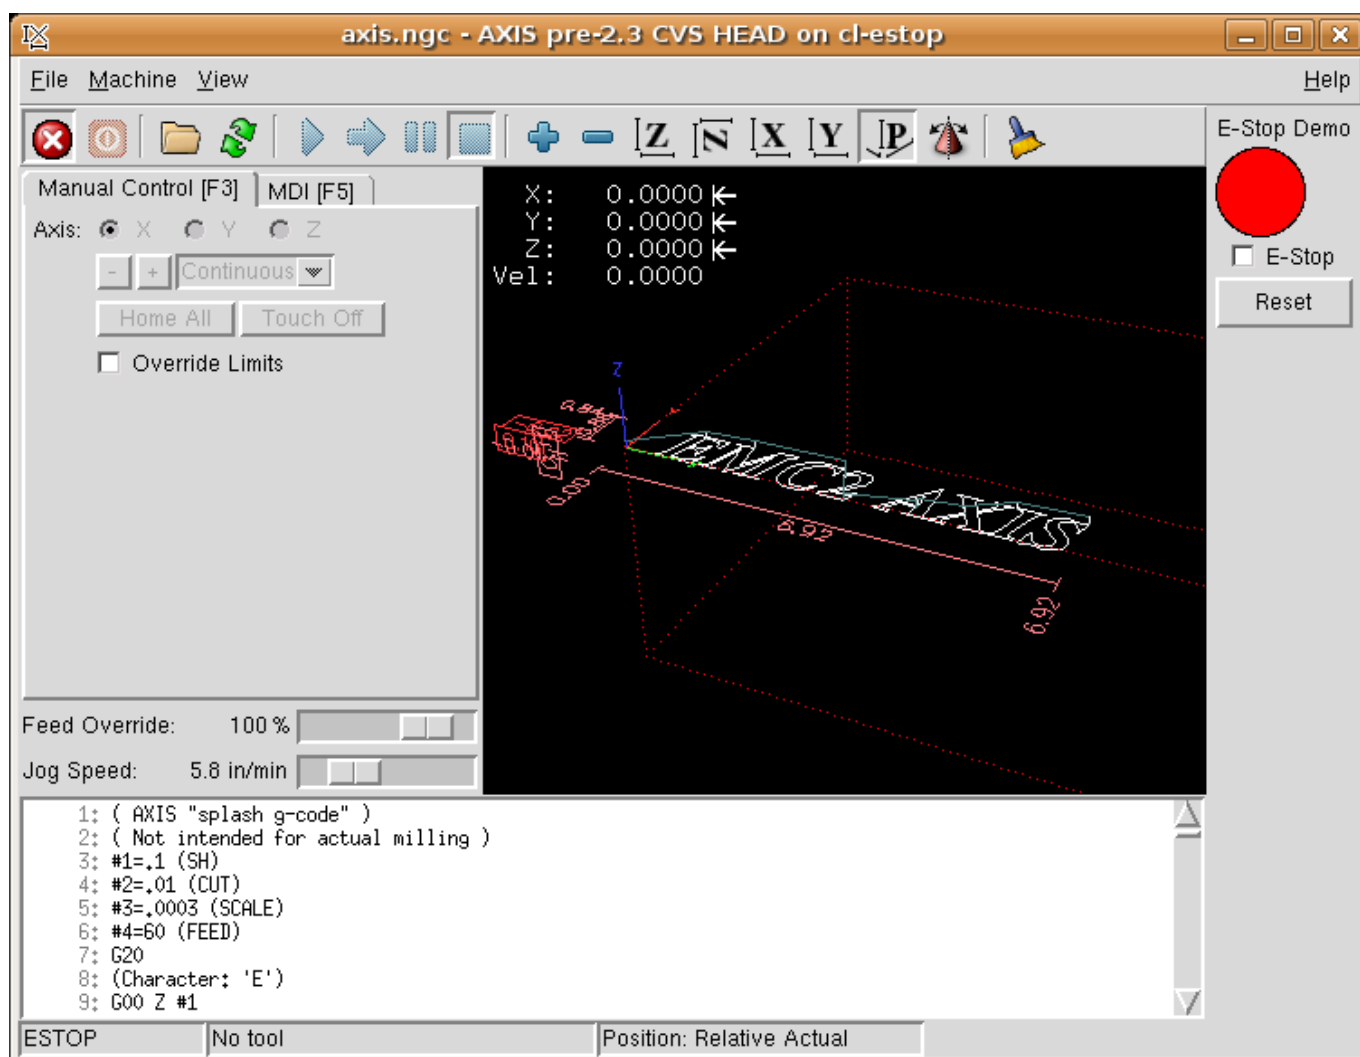 axis.ngc - AXIS pre-2.3 CVS HEAD on cl-estop
File Machine View Help
Z N X Y P
E-Stop Demo
Manual Control [F3] MDI [F5]
Axis: X Y Z
- + Continuous
Home All Touch Off
Override Limits
X: 0.0000
Y: 0.0000
Z: 0.0000
Vel: 0.0000
E-Stop
Reset
Z
EMC2 AXIS
0.00
6.92
6.92
Feed Override: 100 %
Jog Speed: 5.8 in/min
1: ( AXIS "splash g-code" )
2: ( Not intended for actual milling )
3: #1=.1 (SH)
4: #2=.01 (CUT)
5: #3=.0003 (SCALE)
6: #4=60 (FEED)
7: G20
8: (Character: 'E')
9: G00 Z #1
ESTOP No tool Position: Relative Actual